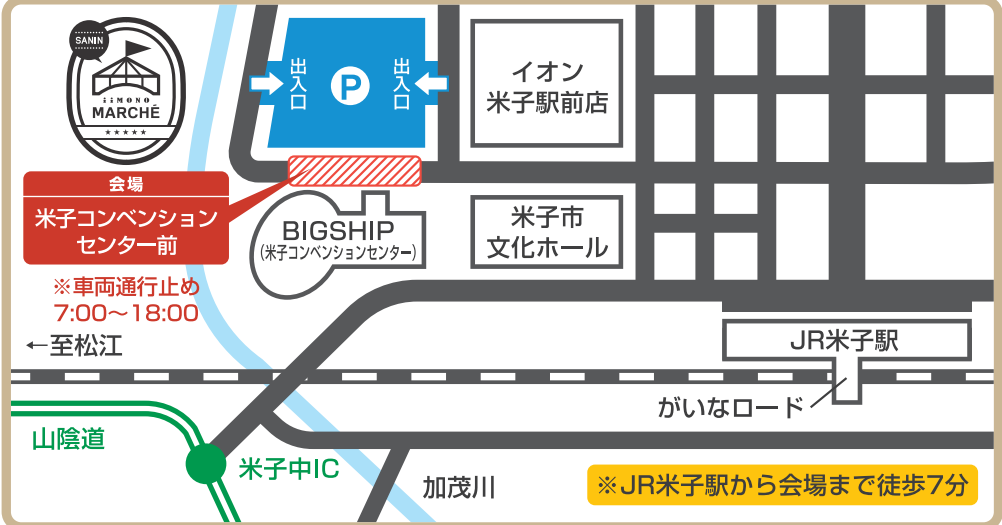 SANIN
iiMONO
MARCHÉ
★★★★★
出入口
P
出入口
イオン
米子駅前店
会場
米子コンベンション
センター前
※車両通行止め
7:00〜18:00
BIGSHIP
(米子コンベンションセンター)
米子市
文化ホール
←至松江
JR米子駅
がいなロード
山陰道
米子中IC
加茂川
※JR米子駅から会場まで徒歩7分